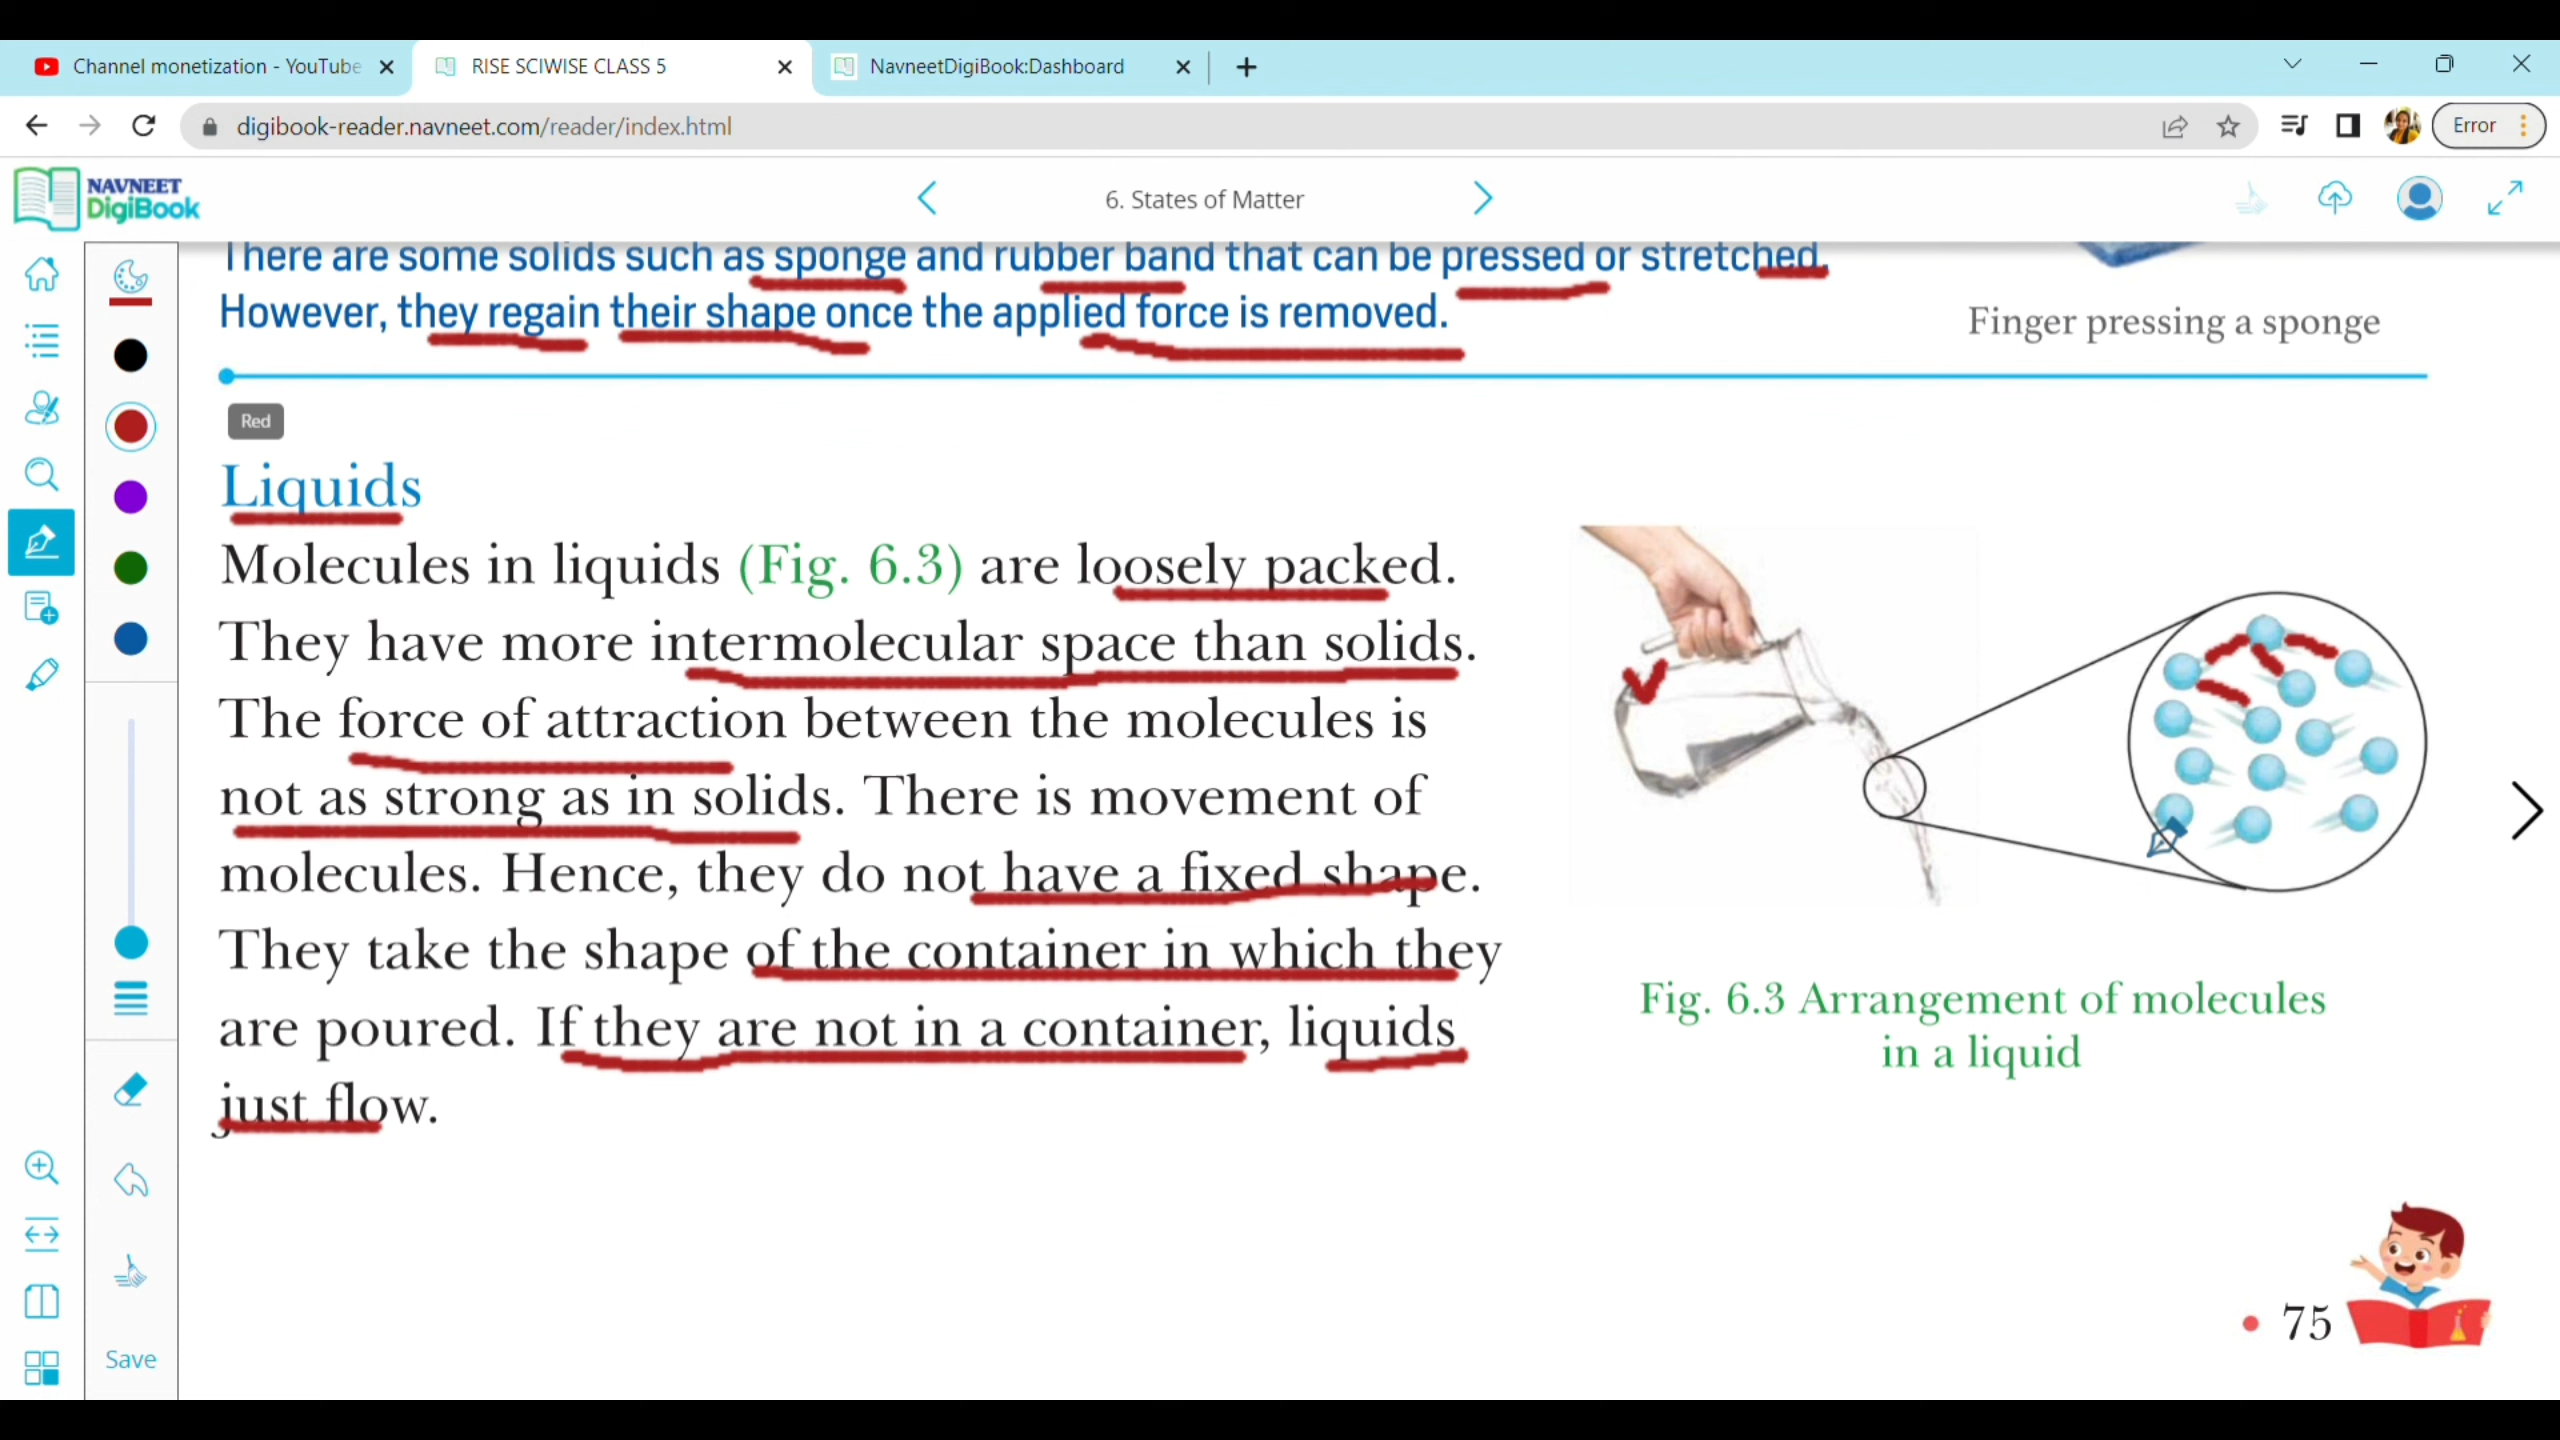 Channel monetization - YouTube
RISE SCIWISE CLASS 5
NavneetDigiBook:Dashboard
digibook-reader.navneet.com/reader/index.html
Error
NAVNEET
DigiBook
6. States of Matter
There are some solids such as sponge and rubber band that can be pressed or stretched.
However, they regain their shape once the applied force is removed.
Finger pressing a sponge
Red
Liquids
Molecules in liquids (Fig. 6.3) are loosely packed.
They have more intermolecular space than solids.
The force of attraction between the molecules is
not as strong as in solids. There is movement of
molecules. Hence, they do not have a fixed shape.
They take the shape of the container in which they
are poured. If they are not in a container, liquids
just flow.
Fig. 6.3 Arrangement of molecules
in a liquid
Save
75